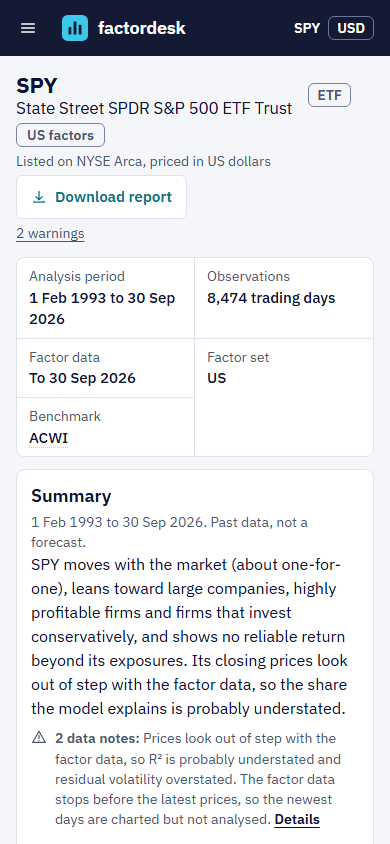 factordesk
SPY
USD
SPY
State Street SPDR S&P 500 ETF Trust
ETF
US factors
Listed on NYSE Arca, priced in US dollars
Download report
2 warnings
Analysis period
1 Feb 1993 to 30 Sep
2026
Observations
8,474 trading days
Factor data
To 30 Sep 2026
Factor set
US
Benchmark
ACWI
Summary
1 Feb 1993 to 30 Sep 2026. Past data, not a
forecast.
SPY moves with the market (about one-for-
one), leans toward large companies, highly
profitable firms and firms that invest
conservatively, and shows no reliable return
beyond its exposures. Its closing prices look
out of step with the factor data, so the share
the model explains is probably understated.
2 data notes: Prices look out of step with the
factor data, so R² is probably understated and
residual volatility overstated. The factor data
stops before the latest prices, so the newest
days are charted but not analysed. Details